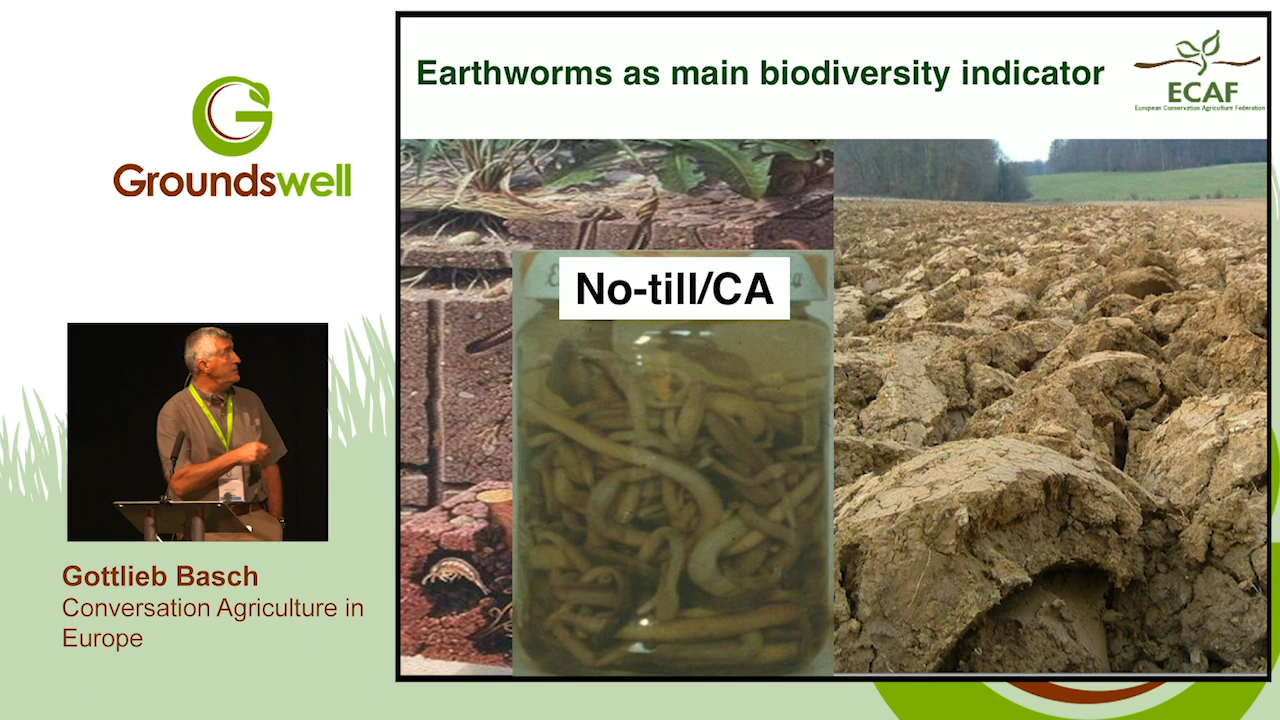 Groundswell
Gottlieb Basch
Conversation Agriculture in
Europe
Earthworms as main biodiversity indicator
ECAF
European Conservation Agriculture Federation
No-till/CA